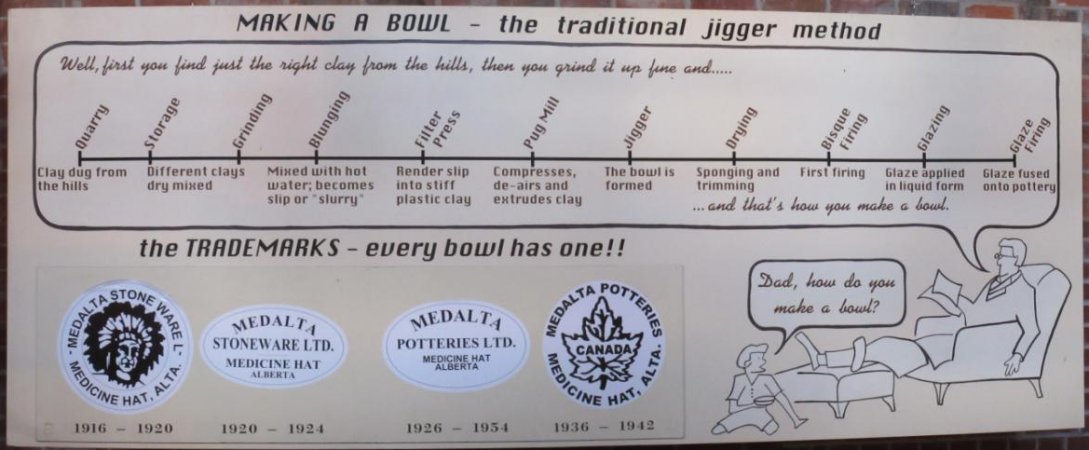 MAKING A BOWL - the traditional jigger method
Well, first you find just the right clay from the hills, then you grind it up fine and.....
Quarry
Storage
Grinding
Blunging
Filter
Press
Pug Mill
Jigger
Drying
Bisque
Firing
Glazing
Glaze
Firing
Clay dug from
the hills
Different clays
dry mixed
Mixed with hot
water; becomes
slip or "slurry"
Render slip
into stiff
plastic clay
Compresses,
de-airs and
extrudes clay
The bowl is
formed
Sponging and
trimming
First firing
Glaze applied
in liquid form
Glaze fused
onto pottery
...and that's how you make a bowl.
the TRADEMARKS - every bowl has one!!
Dad, how do you
make a bowl?
MEDALTA STONE WARE L
MEDICINE HAT, ALTA.
1916 - 1920
MEDALTA
STONEWARE LTD.
MEDICINE HAT
ALBERTA
1920 - 1924
MEDALTA
POTTERIES LTD.
MEDICINE HAT
ALBERTA
1926 - 1954
MEDALTA POTTERIES
CANADA
MEDICINE HAT, ALTA.
1936 - 1942